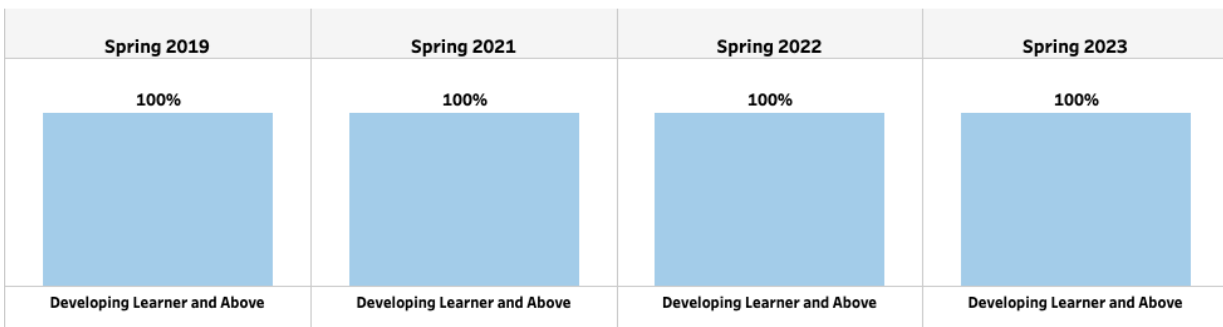 Spring 2019 Spring 2021 Spring 2022 Spring 2023
100% 100% 100% 100%
Developing Learner and Above Developing Learner and Above Developing Learner and Above Developing Learner and Above